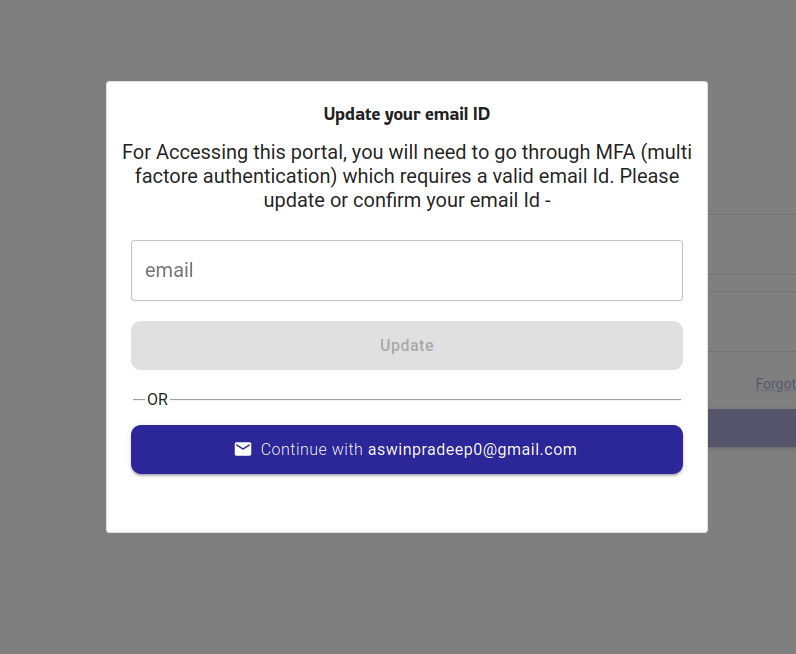 Update your email ID
For Accessing this portal, you will need to go through MFA (multi
factore authentication) which requires a valid email Id. Please
update or confirm your email Id -
email
Update
OR
Forgot
Continue with aswinpradeep0@gmail.com